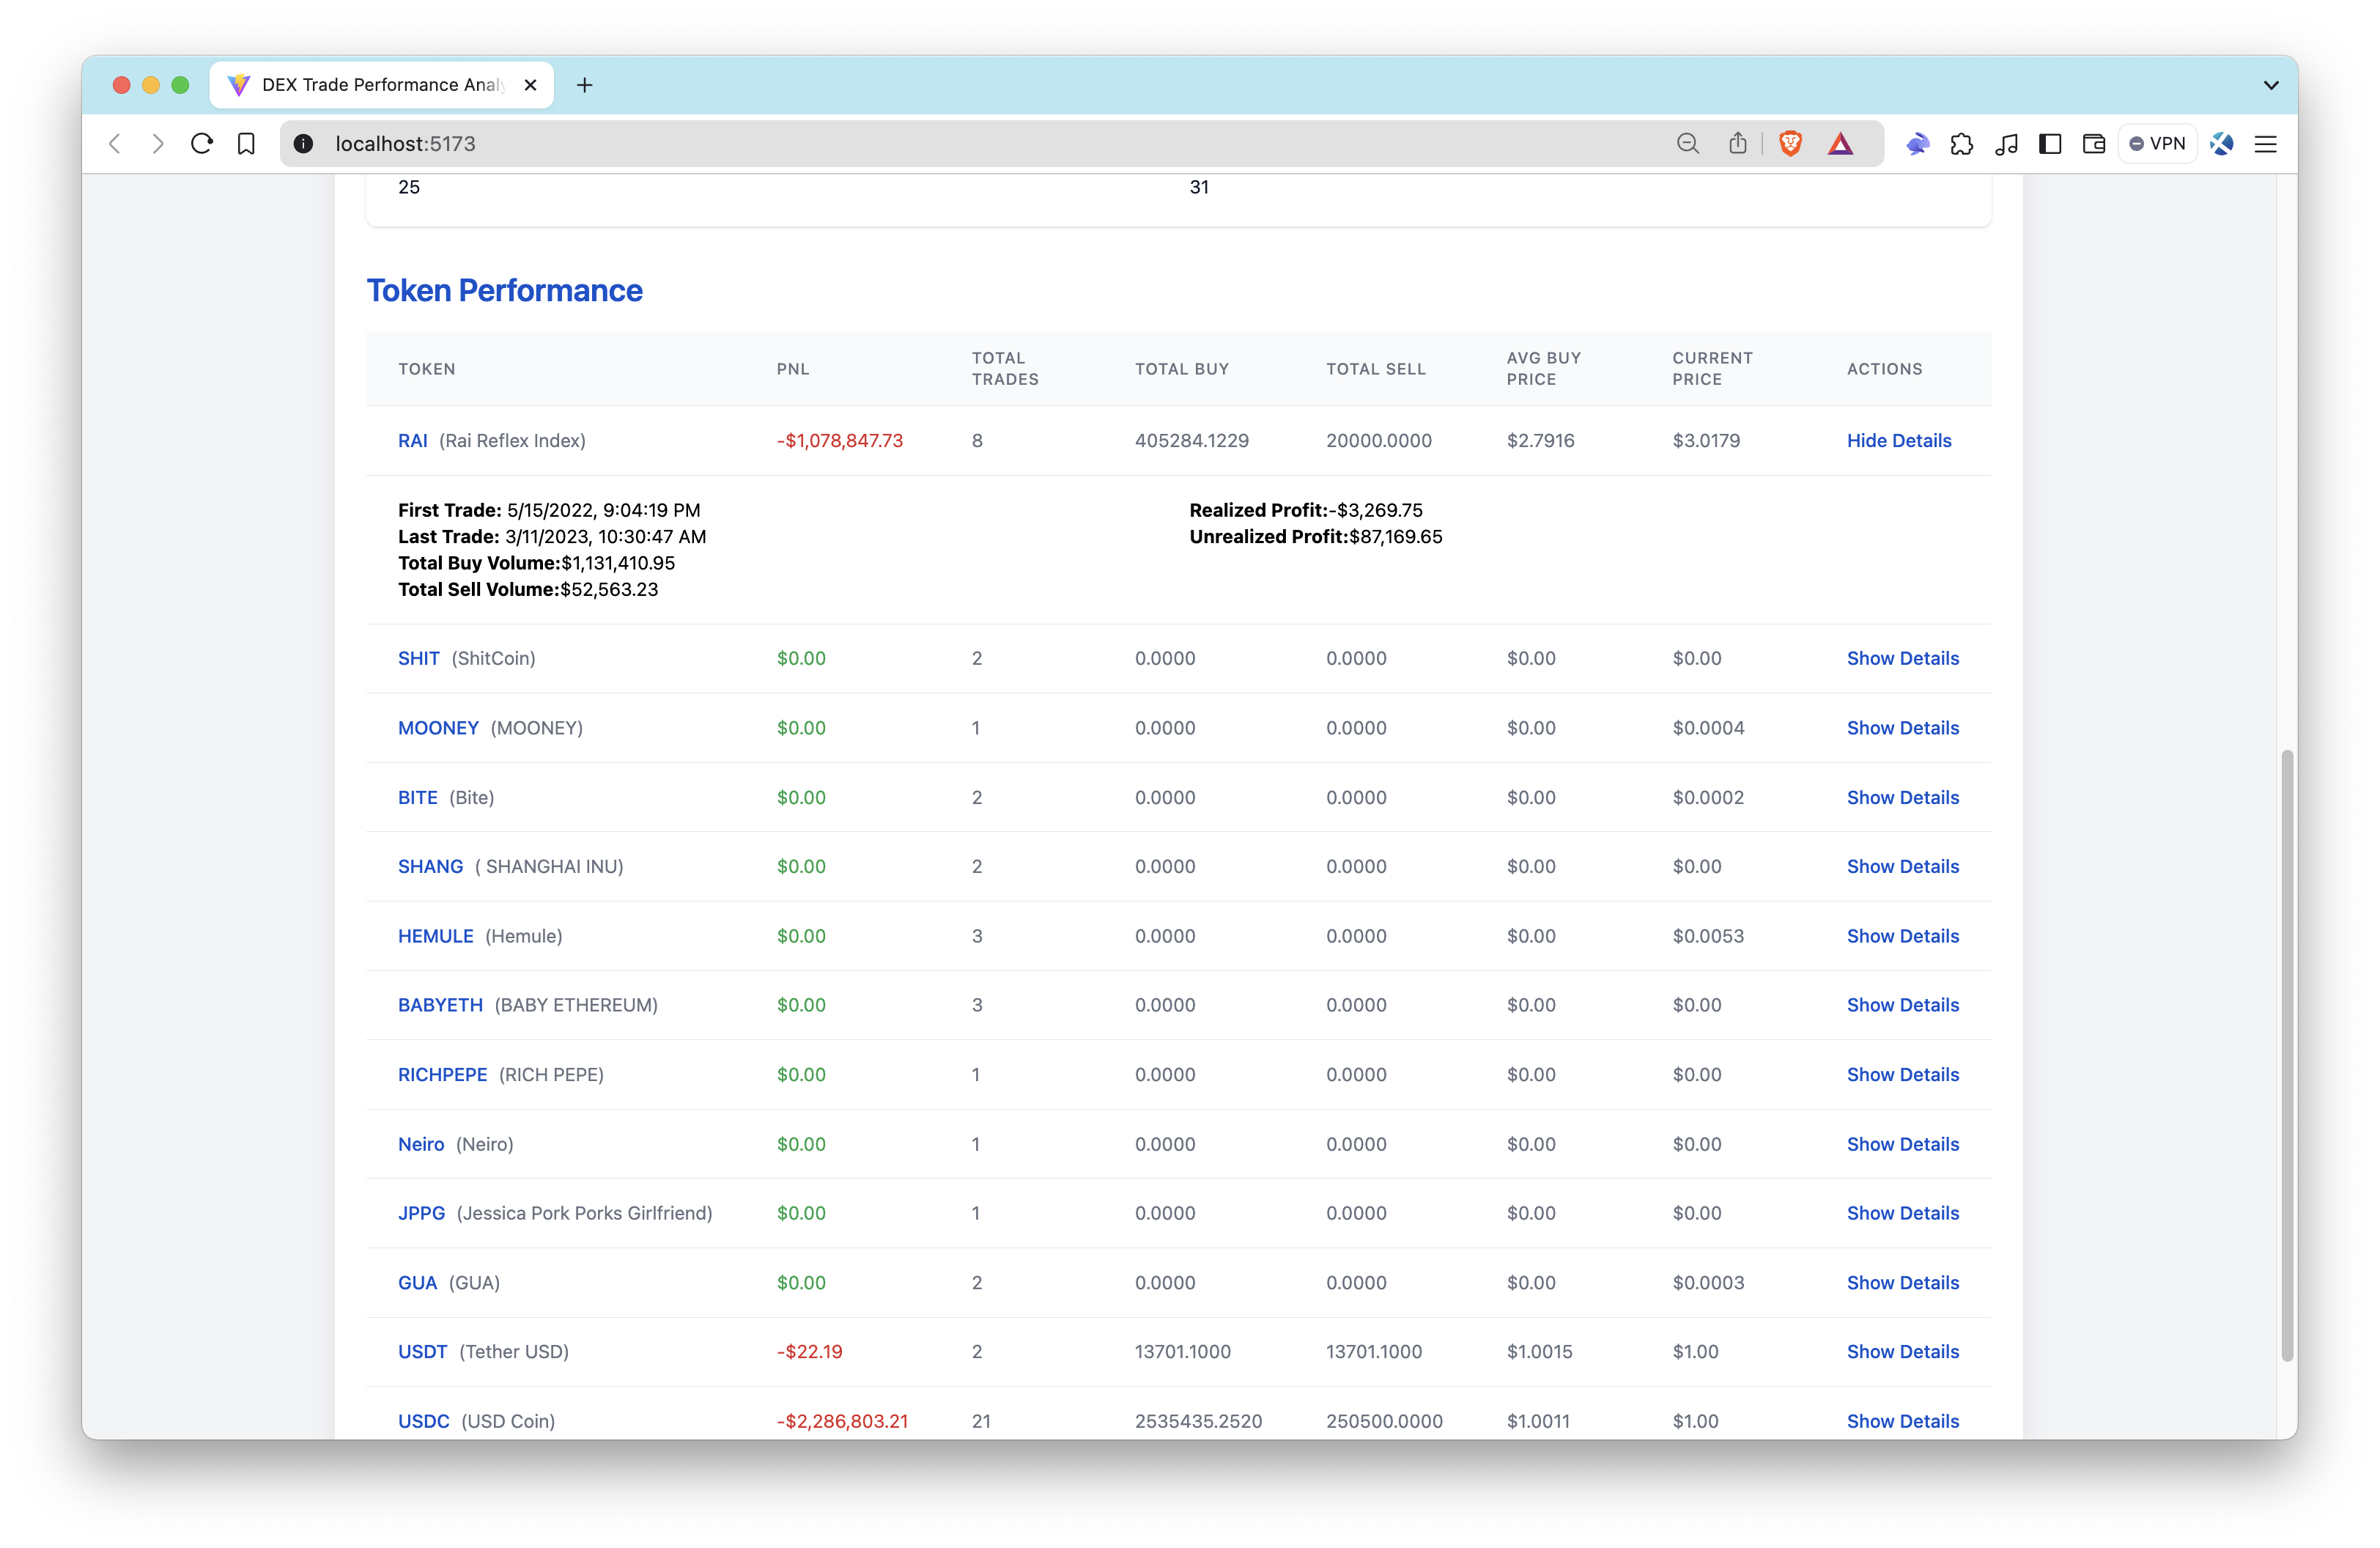 DEX Trade Performance Analy
localhost:5173
VPN
25 31
Token Performance
TOKEN PNL TOTAL TRADES TOTAL BUY TOTAL SELL AVG BUY PRICE CURRENT PRICE ACTIONS
RAI (Rai Reflex Index) -$1,078,847.73 8 405284.1229 20000.0000 $2.7916 $3.0179 Hide Details
First Trade: 5/15/2022, 9:04:19 PM
Last Trade: 3/11/2023, 10:30:47 AM
Total Buy Volume:$1,131,410.95
Total Sell Volume:$52,563.23
Realized Profit:-$3,269.75
Unrealized Profit:$87,169.65
SHIT (ShitCoin) $0.00 2 0.0000 0.0000 $0.00 $0.00 Show Details
MOONEY (MOONEY) $0.00 1 0.0000 0.0000 $0.00 $0.0004 Show Details
BITE (Bite) $0.00 2 0.0000 0.0000 $0.00 $0.0002 Show Details
SHANG ( SHANGHAI INU) $0.00 2 0.0000 0.0000 $0.00 $0.00 Show Details
HEMULE (Hemule) $0.00 3 0.0000 0.0000 $0.00 $0.0053 Show Details
BABYETH (BABY ETHEREUM) $0.00 3 0.0000 0.0000 $0.00 $0.00 Show Details
RICHPEPE (RICH PEPE) $0.00 1 0.0000 0.0000 $0.00 $0.00 Show Details
Neiro (Neiro) $0.00 1 0.0000 0.0000 $0.00 $0.00 Show Details
JPPG (Jessica Pork Porks Girlfriend) $0.00 1 0.0000 0.0000 $0.00 $0.00 Show Details
GUA (GUA) $0.00 2 0.0000 0.0000 $0.00 $0.0003 Show Details
USDT (Tether USD) -$22.19 2 13701.1000 13701.1000 $1.0015 $1.00 Show Details
USDC (USD Coin) -$2,286,803.21 21 2535435.2520 250500.0000 $1.0011 $1.00 Show Details